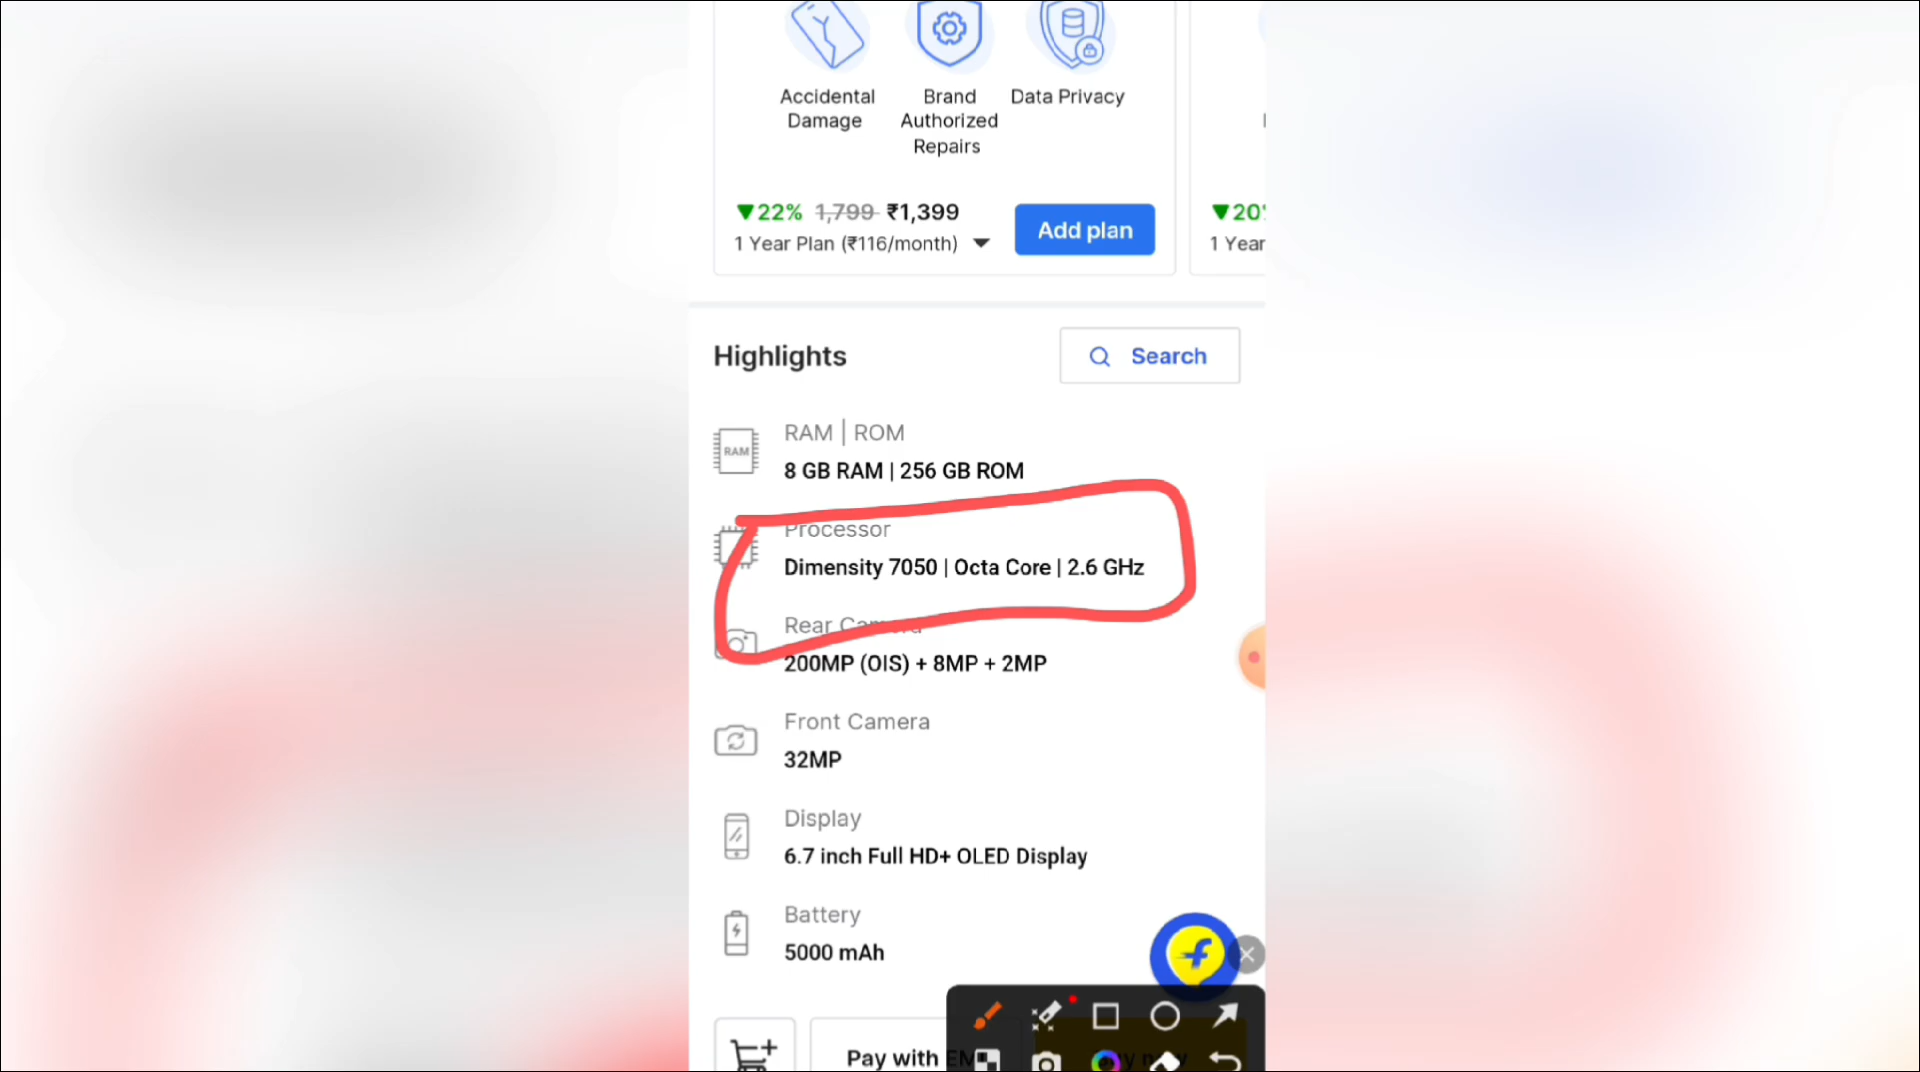 Accidental Damage
Brand Authorized Repairs
Data Privacy
▼22% 1,799 ₹1,399
1 Year Plan (₹116/month)
Add plan
▼20
1 Year
Highlights
Search
RAM | ROM
RAM
8 GB RAM | 256 GB ROM
Processor
Dimensity 7050 | Octa Core | 2.6 GHz
Rear Camera
200MP (OIS) + 8MP + 2MP
Front Camera
32MP
Display
6.7 inch Full HD+ OLED Display
Battery
5000 mAh
f
Pay with EM